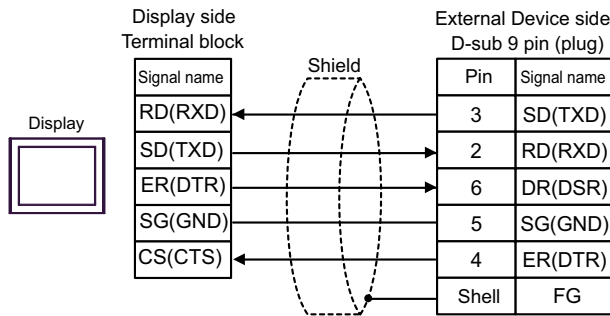 Display side
Terminal block
External Device side
D-sub 9 pin (plug)
Shield
Display
Signal name
Pin Signal name
RD(RXD) 3 SD(TXD)
SD(TXD) 2 RD(RXD)
ER(DTR) 6 DR(DSR)
SG(GND) 5 SG(GND)
CS(CTS) 4 ER(DTR)
Shell FG